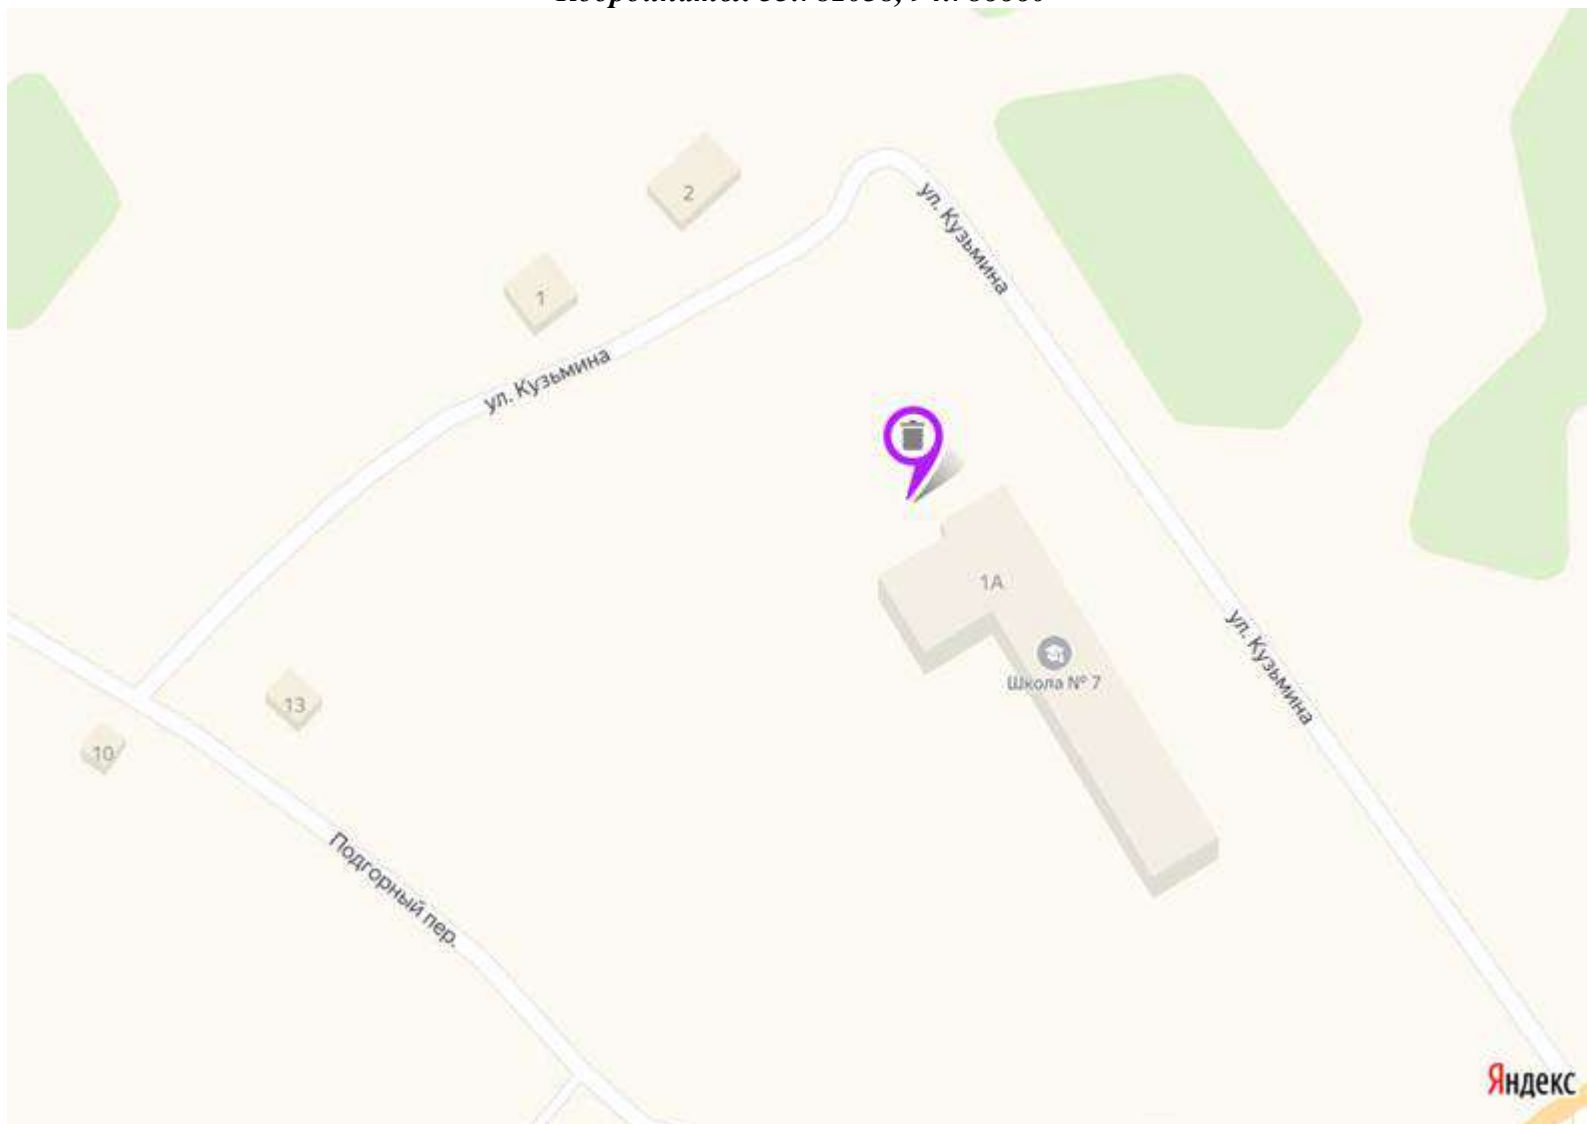 2
ул. Кузьмина
1
ул. Кузьмина
1А
Школа № 7
ул. Кузьмина
13
10
Подгорный пер.
Яндекс